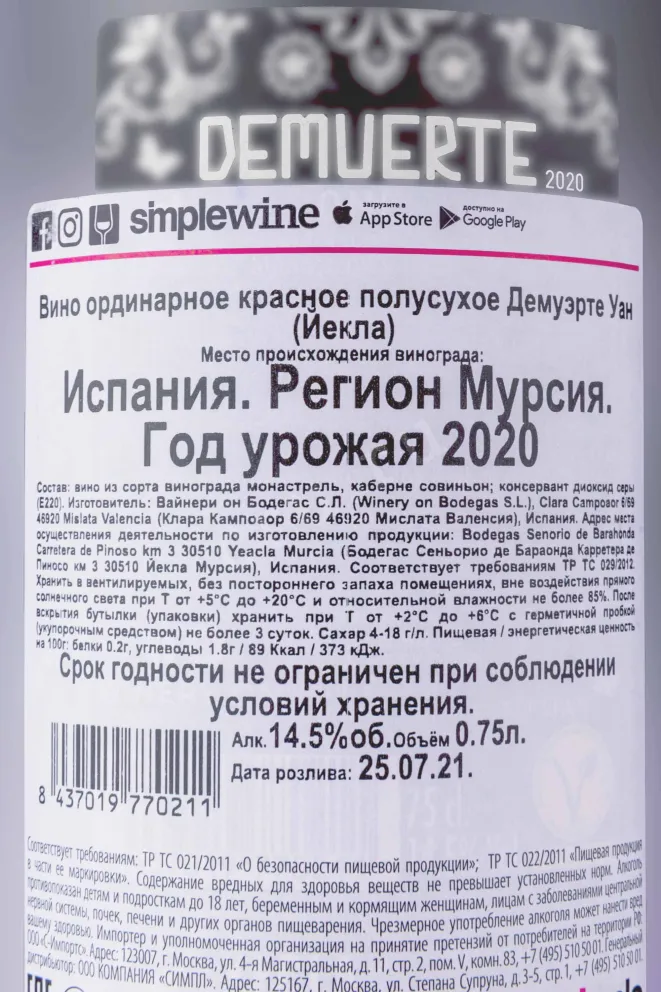 DEMUERTE
2020
simplewine загрузите в App Store доступно на Google Play
Вино ординарное красное полусухое Демуэрте Уан
(Йекла)
Место происхождения винограда:
Испания. Регион Мурсия.
Год урожая 2020
Состав: вино из сорта винограда монастрель, каберне совиньон; консервант диоксид серы
(E220). Изготовитель: Вайнери он Бодегас С.Л. (Winery on Bodegas S.L.), Clara Campoaor 6/69
46920 Mislata Valencia (Клара Кампоаор 6/69 46920 Мислата Валенсия), Испания. Адрес места
осуществления деятельности по изготовлению продукции: Bodegas Senorio de Barahonda
Carretera de Pinoso km 3 30510 Yeacla Murcia (Бодегас Сеньорио де Бараонда Карретера де
Пиносо км 3 30510 Йекла Мурсия), Испания. Соответствует требованиям ТР ТС 029/2012.
Хранить в вентилируемых, без постороннего запаха помещениях, вне воздействия прямого
солнечного света при Т от +5°С до +20°С и относительной влажности не более 85%. После
вскрытия бутылки (упаковки) хранить при Т от +2°С до +6°С с герметичной пробкой
(укупорочным средством) не более 3 суток. Сахар 4-18 г/л. Пищевая / энергетическая ценность
на 100г: белки 0.2г, углеводы 1.8г / 89 Ккал / 373 кДж.
Срок годности не ограничен при соблюдении
условий хранения.
Алк. 14.5%об. Объём 0.75л.
Дата розлива: 25.07.21.
8 437019 770211
Соответствует требованиям: ТР ТС 021/2011 «О безопасности пищевой продукции»; ТР ТС 022/2011 «Пищевая продукция
в части ее маркировки». Содержание вредных для здоровья веществ не превышает установленных норм. Алкоголь
противопоказан детям и подросткам до 18 лет, беременным и кормящим женщинам, лицам с заболеваниями центральной
нервной системы, почек, печени и других органов пищеварения. Чрезмерное употребление алкоголя может нанести вред
вашему здоровью. Импортер и уполномоченная организация на принятие претензий от потребителей на территории РФ:
ООО «С-Импортс». Адрес: 123007, г. Москва, ул. 4-я Магистральная, д. 11, стр. 2, пом. V, комн. 83, +7 (495) 510 50 01. Генеральный
дистрибьютор: ООО КОМПАНИЯ «СИМПЛ». Адрес: 125167, г. Москва, ул. Степана Супруна, д. 3-5, стр. 1, +7 (495) 510 50 01.